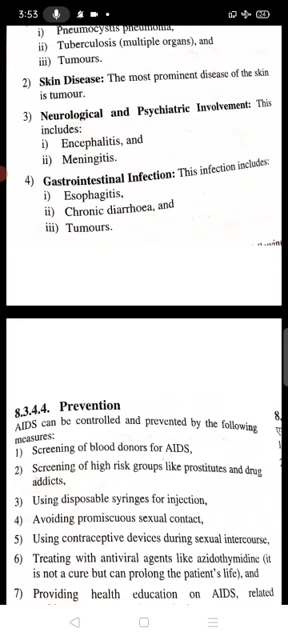 3:53
24
i) Pneumocystis pneumonia,
ii) Tuberculosis (multiple organs), and
iii) Tumours.
2) Skin Disease: The most prominent disease of the skin
is tumour.
3) Neurological and Psychiatric Involvement: This
includes:
i) Encephalitis, and
ii) Meningitis.
4) Gastrointestinal Infection: This infection includes:
i) Esophagitis,
ii) Chronic diarrhoea, and
iii) Tumours.
8.3.4.4. Prevention
8.
AIDS can be controlled and prevented by the following
measures:
1) Screening of blood donors for AIDS,
2) Screening of high risk groups like prostitutes and drug
addicts,
3) Using disposable syringes for injection,
4) Avoiding promiscuous sexual contact,
5) Using contraceptive devices during sexual intercourse,
6) Treating with antiviral agents like azidothymidine (it
is not a cure but can prolong the patient's life), and
7) Providing health education on AIDS, related